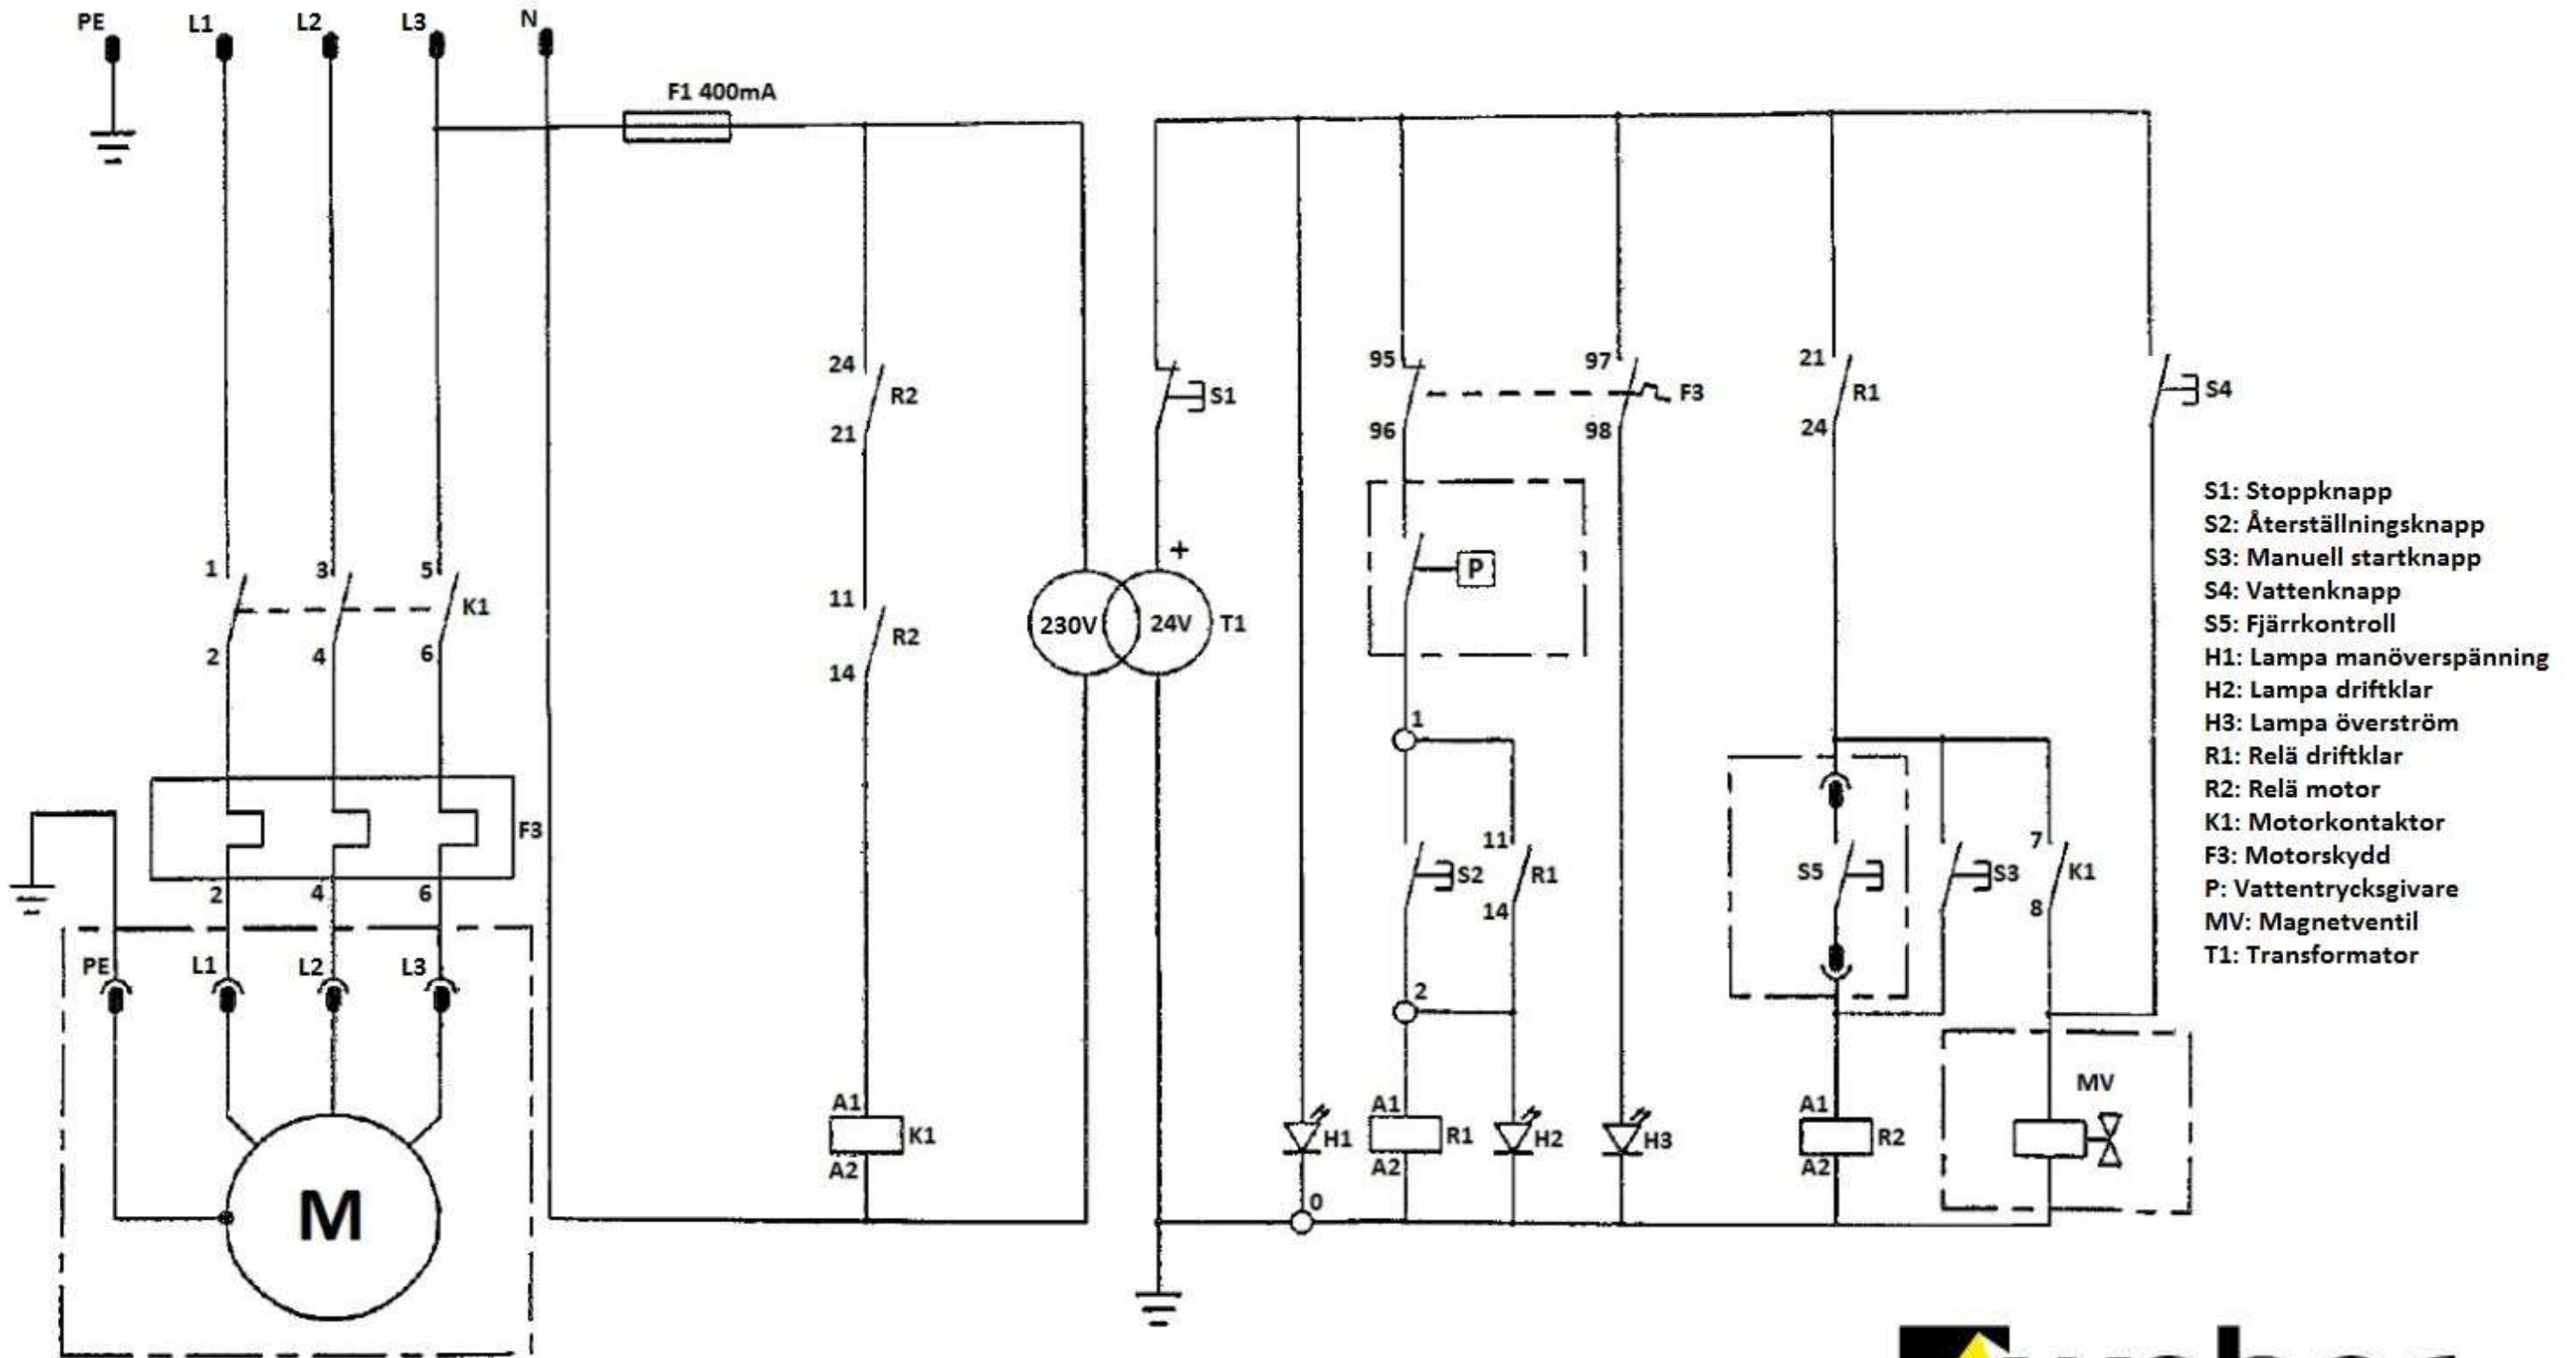 PE L1 L2 L3 N
F1 400mA
24 R2
21
11 R2
14
1 3 5 K1
2 4 6
F3
2 4 6
PE L1 L2 L3
M
A1
K1
A2
230V 24V T1
+
S1
95 97
F3
96 98
P
1
S2
11
R1
14
2
H1
A1
R1
A2
H2
H3
0
21
R1
24
S5
S3
7
K1
8
A1
R2
A2
MV
S4
S1: Stoppknapp
S2: Återställningsknapp
S3: Manuell startknapp
S4: Vattenknapp
S5: Fjärrkontroll
H1: Lampa manöverspänning
H2: Lampa driftklar
H3: Lampa överström
R1: Relä driftklar
R2: Relä motor
K1: Motorkontaktor
F3: Motorskydd
P: Vattentrycksgivare
MV: Magnetventil
T1: Transformator